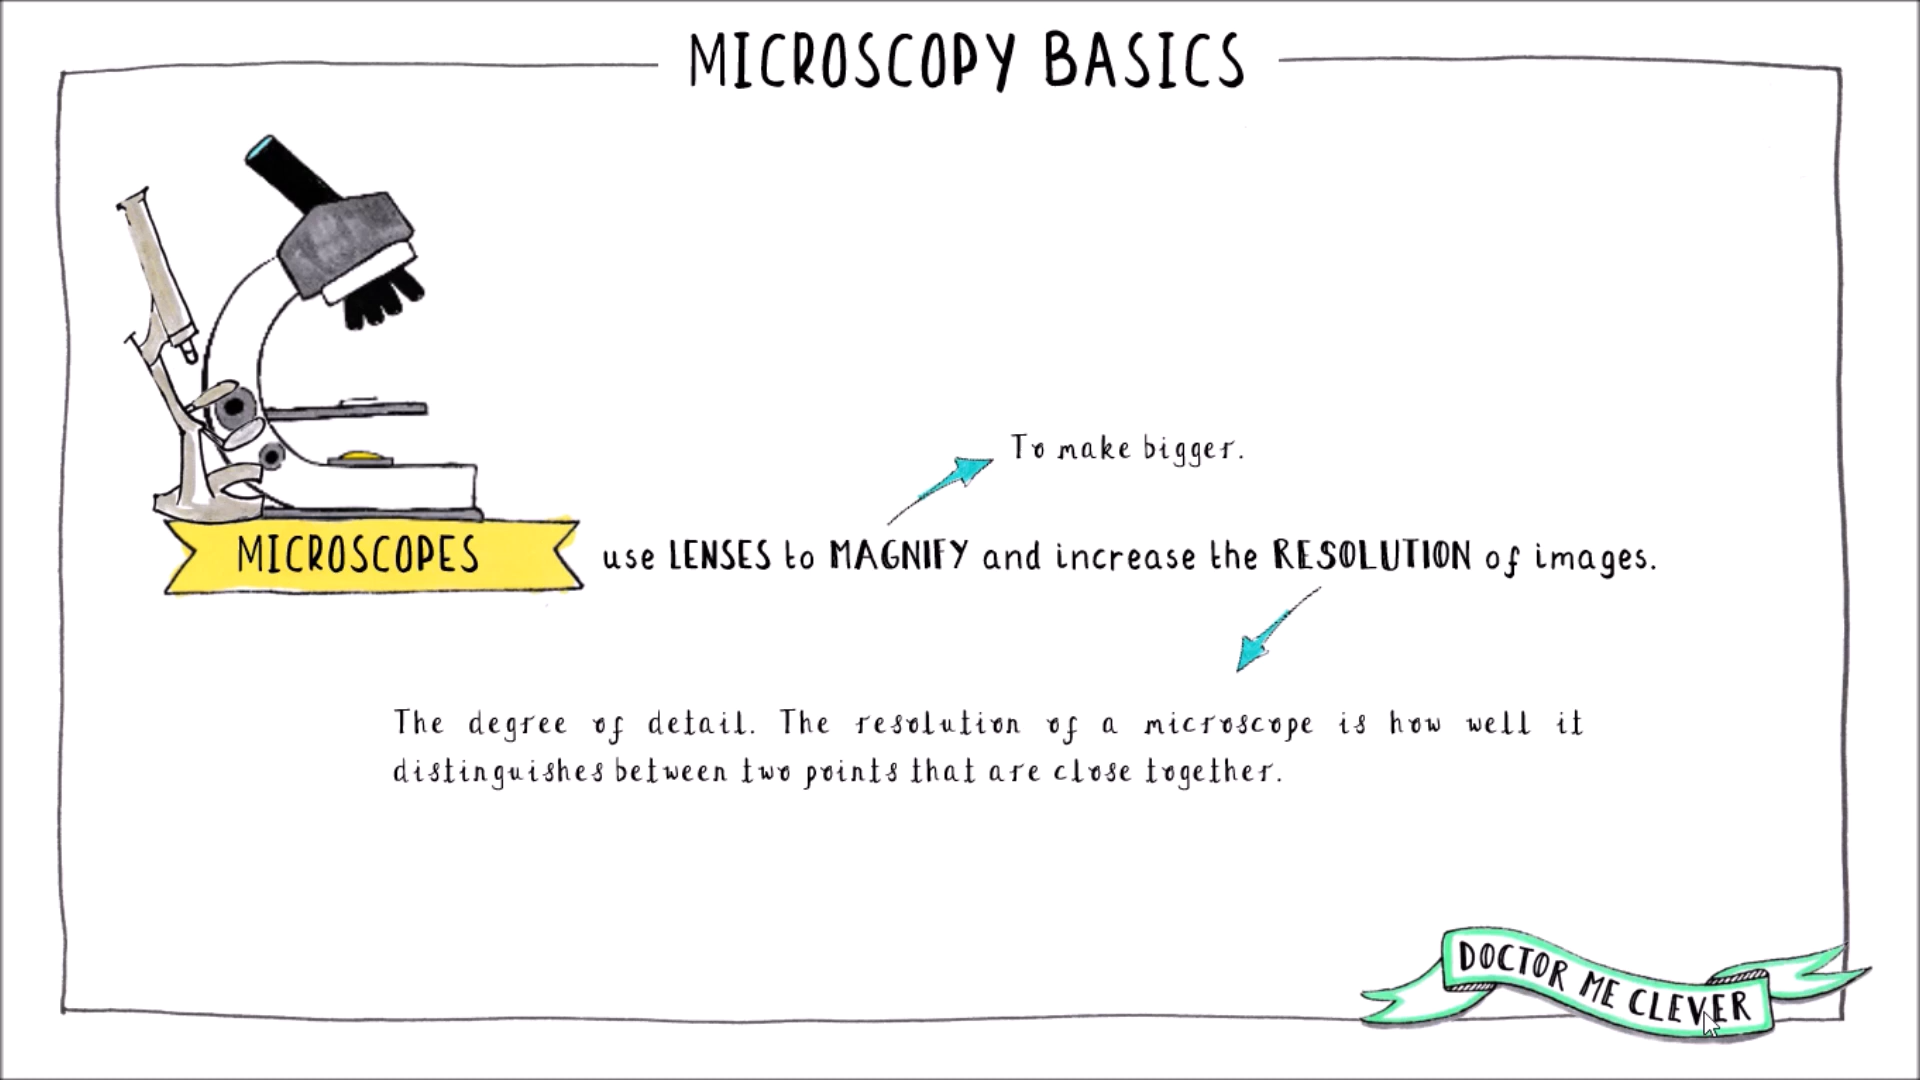 MICROSCOPY BASICS
To make bigger.
MICROSCOPES use LENSES to MAGNIFY and increase the RESOLUTION of images.
The degree of detail. The resolution of a microscope is how well it
distinguishes between two points that are close together.
DOCTOR ME CLEVER